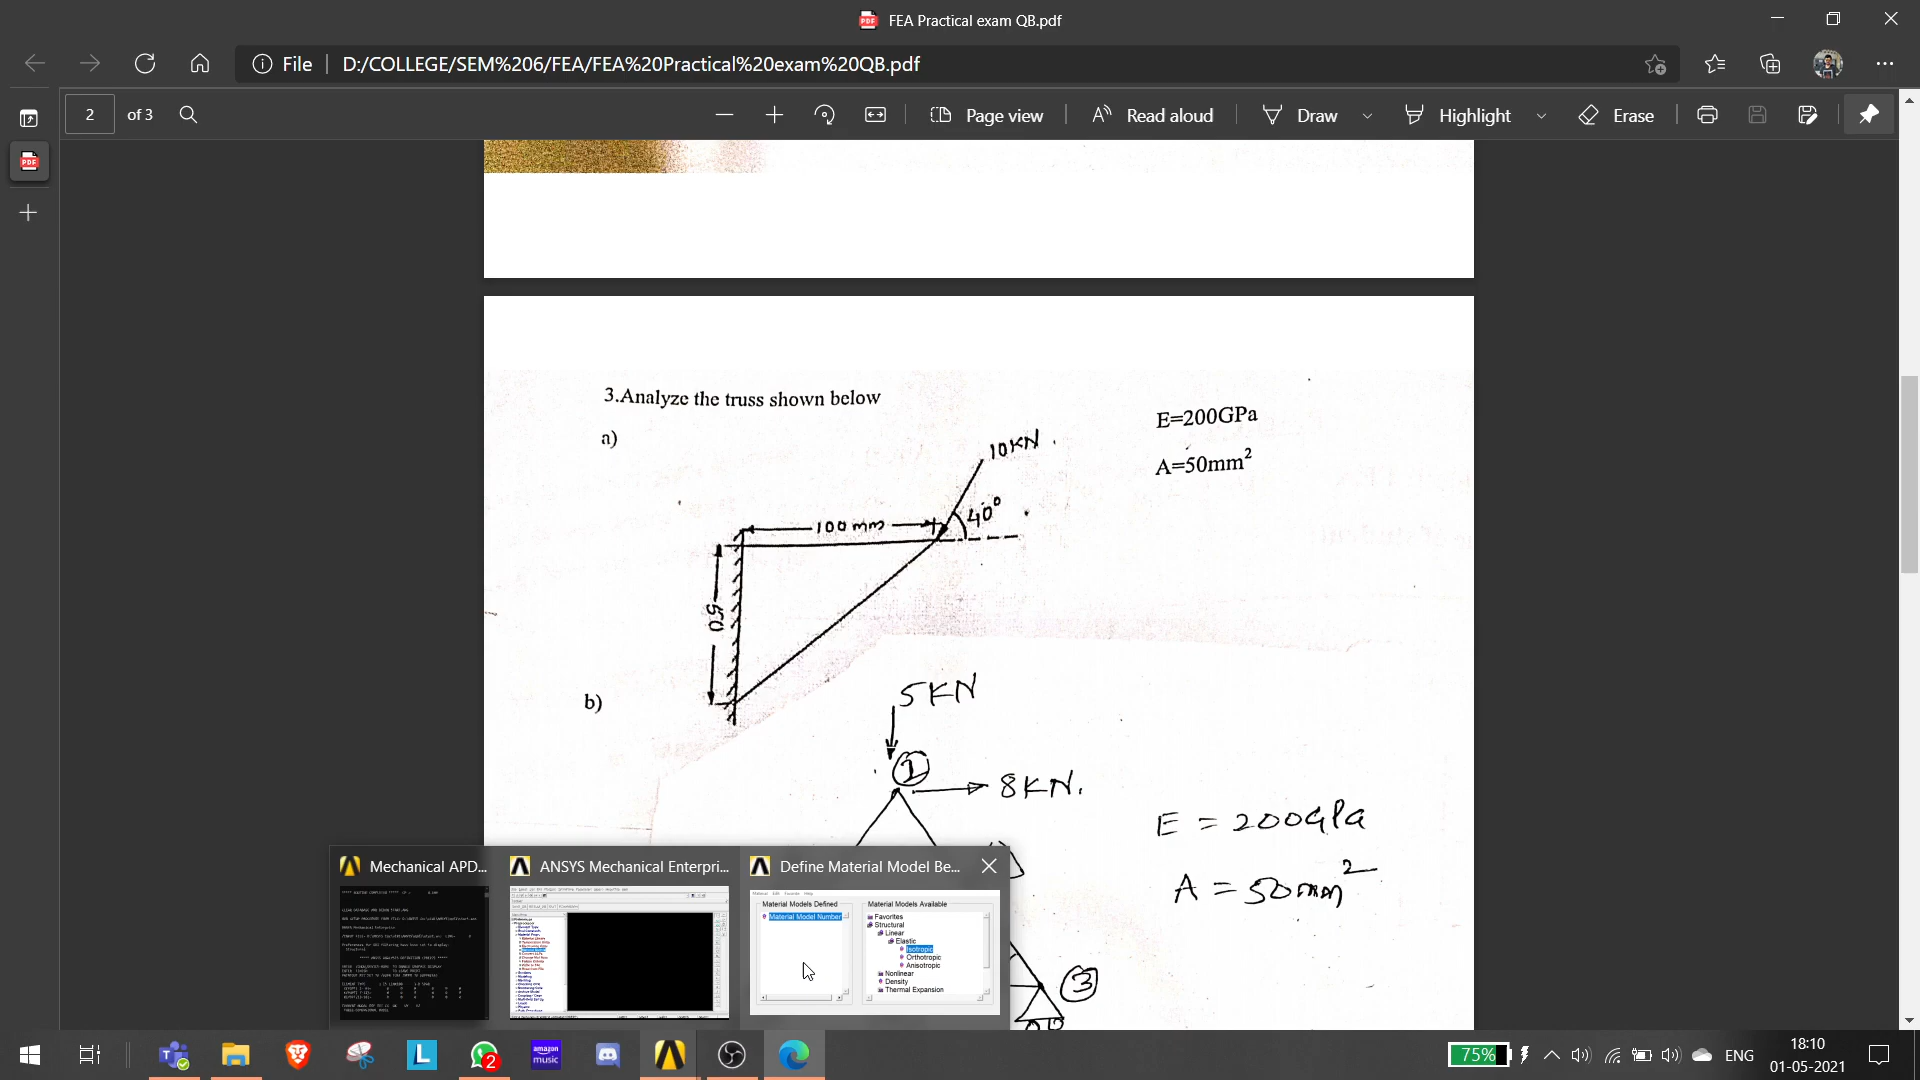 FEA Practical exam QB.pdf
File
D:/COLLEGE/SEM%206/FEA/FEA%20Practical%20exam%20QB.pdf
2
of 3
Page view
Read aloud
Draw
Highlight
Erase
3.Analyze the truss shown below
a)
E=200GPa
A=50mm2
10KN
40°
100 mm
50
b)
5KN
1
8KN.
E = 200GPa
A = 50mm2
3
Mechanical APD...
ANSYS Mechanical Enterpri...
Define Material Model Be...
Material Models Defined
Material Model Number
Material Models Available
Favorites
Structural
Linear
Elastic
Isotropic
Orthotropic
Anisotropic
Nonlinear
Density
Thermal Expansion
2
L
amazon music
75%
ENG
18:10
01-05-2021